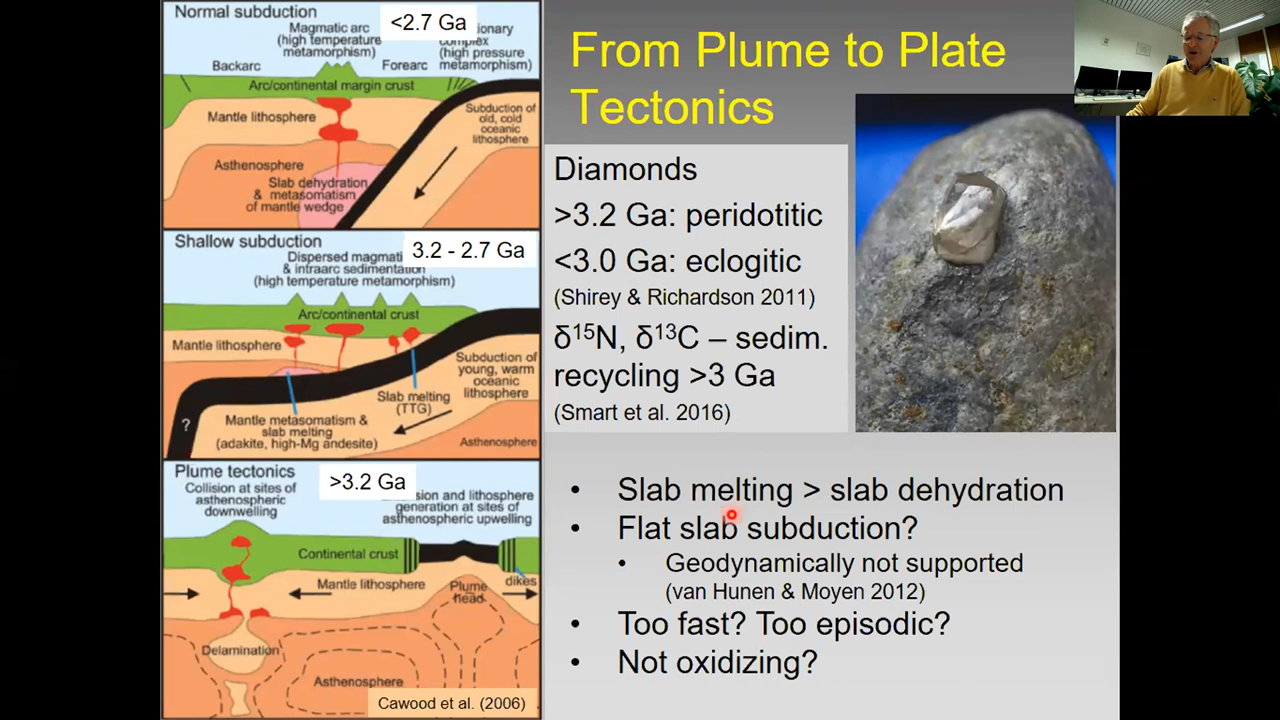 Normal subduction
<2.7 Ga
Magmatic arc
(high temperature
metamorphism)
complex
(high pressure
metamorphism)
Backarc
Forearc
Arc/continental margin crust
Mantle lithosphere
Subduction of
old, cold
oceanic
lithosphere
Asthenosphere
Slab dehydration
& metasomatism
of mantle wedge
Shallow subduction
3.2 - 2.7 Ga
Dispersed
& intraarc sedimentation
(high temperature metamorphism)
Arc/continental crust
Mantle lithosphere
Subduction of
young, warm
oceanic
lithosphere
Slab melting
(TTG)
?
Mantle metasomatism &
slab melting
(adakite, high-Mg andesite)
Asthenosphere
Plume tectonics
>3.2 Ga
Collision at sites of
asthenospheric
downwelling
and lithosphere
generation at sites of
asthenospheric upwelling
Continental crust
Mantle lithosphere
Plume
head
dikes
Delamination
Asthenosphere
Cawood et al. (2006)
From Plume to Plate
Tectonics
Diamonds
>3.2 Ga: peridotitic
<3.0 Ga: eclogitic
(Shirey & Richardson 2011)
δ¹⁵N, δ¹³C – sedim.
recycling >3 Ga
(Smart et al. 2016)
• Slab melting > slab dehydration
• Flat slab subduction?
• Geodynamically not supported
(van Hunen & Moyen 2012)
• Too fast? Too episodic?
• Not oxidizing?